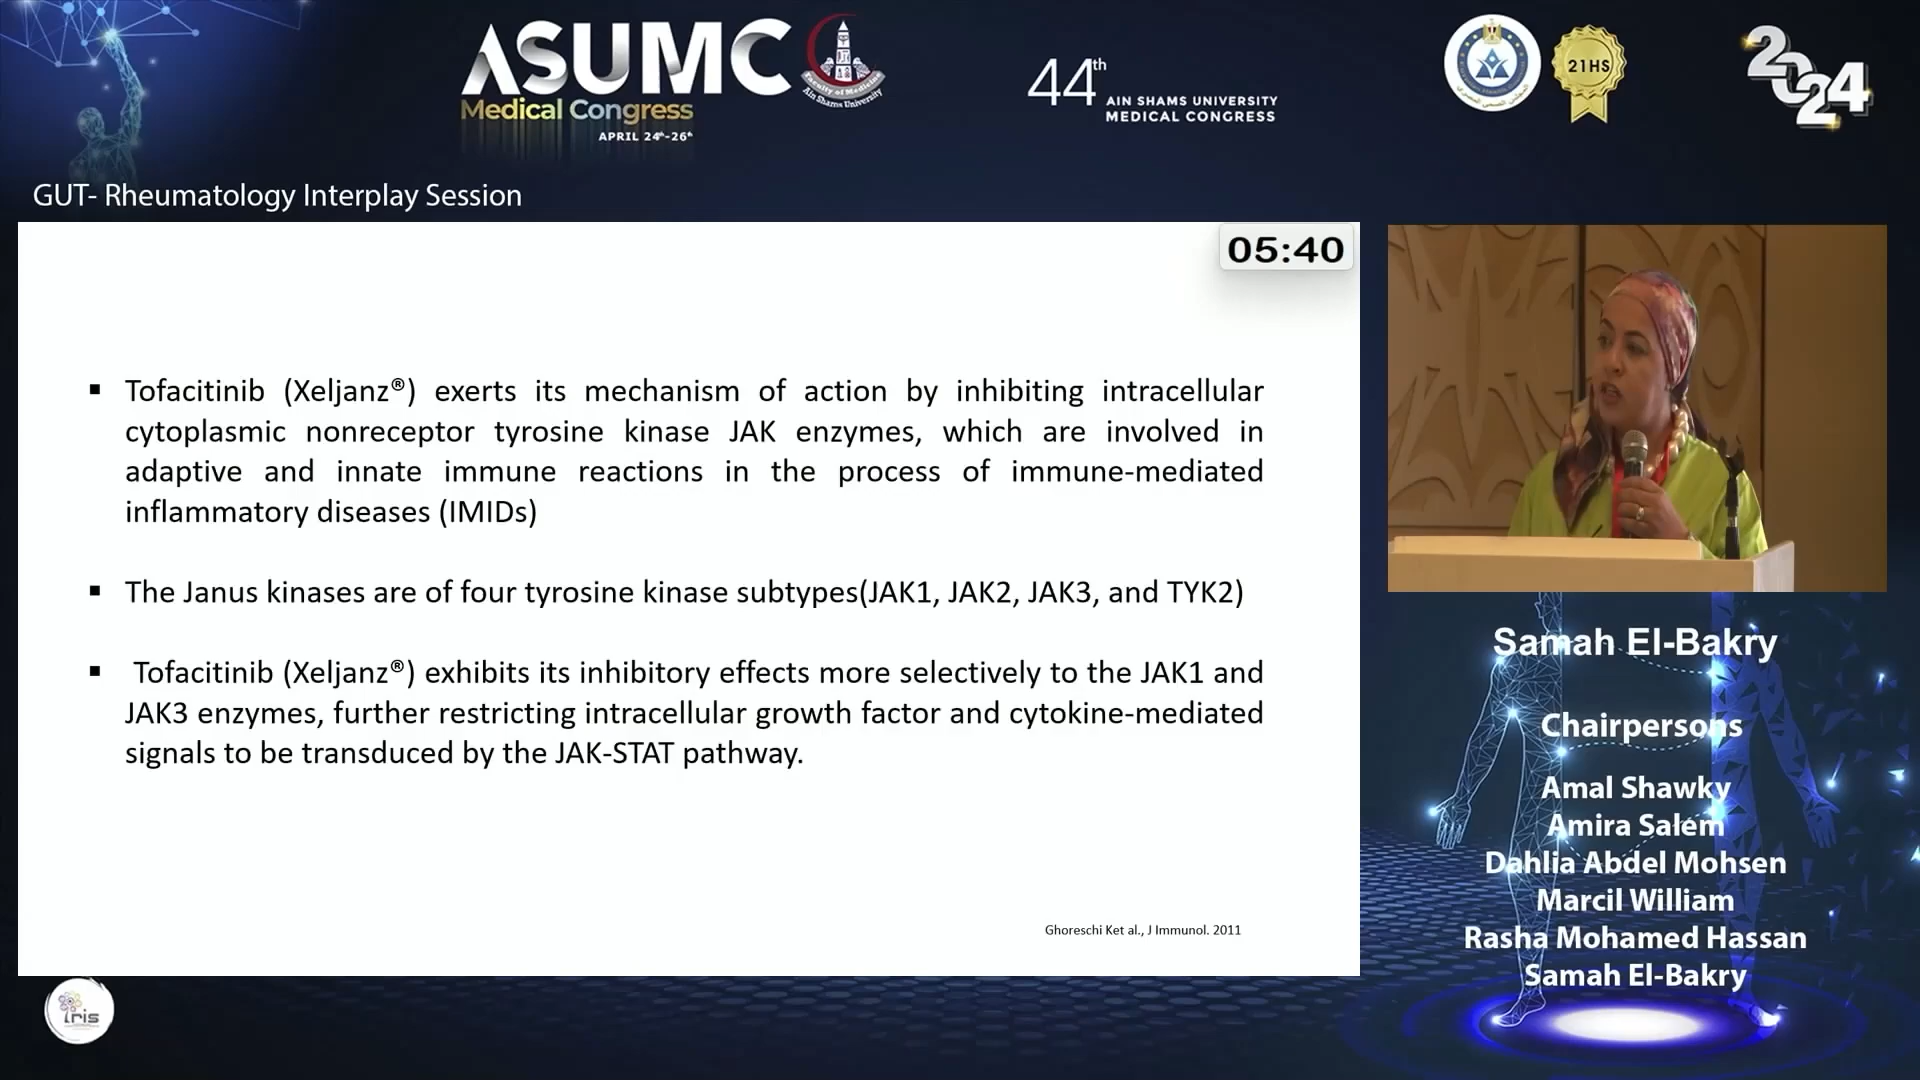 ASUMC
Medical Congress
APRIL 24th-26th
Faculty of Medicine
Ain Shams University
44th
AIN SHAMS UNIVERSITY
MEDICAL CONGRESS
21HS
2024
GUT- Rheumatology Interplay Session
05:40
▪ Tofacitinib (Xeljanz®) exerts its mechanism of action by inhibiting intracellular
cytoplasmic nonreceptor tyrosine kinase JAK enzymes, which are involved in
adaptive and innate immune reactions in the process of immune-mediated
inflammatory diseases (IMIDs)
▪ The Janus kinases are of four tyrosine kinase subtypes(JAK1, JAK2, JAK3, and TYK2)
▪ Tofacitinib (Xeljanz®) exhibits its inhibitory effects more selectively to the JAK1 and
JAK3 enzymes, further restricting intracellular growth factor and cytokine-mediated
signals to be transduced by the JAK-STAT pathway.
Ghoreschi Ket al., J Immunol. 2011
Samah El-Bakry
Chairpersons
Amal Shawky
Amira Salem
Dahlia Abdel Mohsen
Marcil William
Rasha Mohamed Hassan
Samah El-Bakry
iris